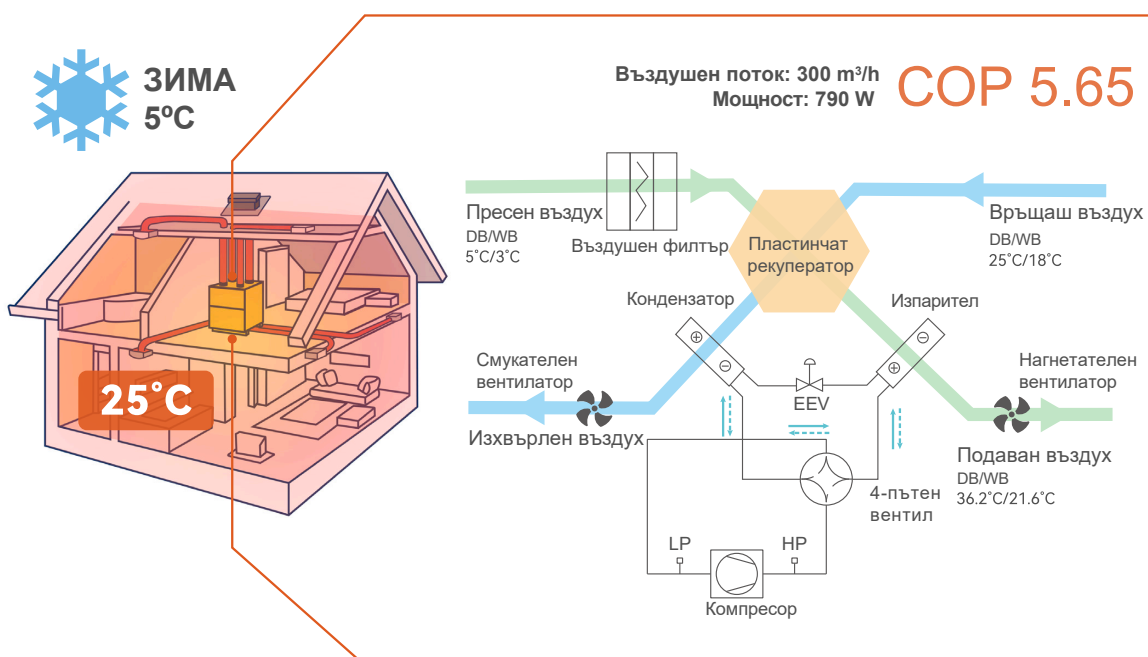 ЗИМА
5ºC
Въздушен поток: 300 m³/h
Мощност: 790 W
COP 5.65
Пресен въздух
DB/WB
5˚C/3˚C
Въздушен филтър
Пластинчат
рекуператор
Връщаш въздух
DB/WB
25˚C/18˚C
Кондензатор
Изпарител
Смукателен
вентилатор
Изхвърлен въздух
EEV
Нагнетателен
вентилатор
Подаван въздух
DB/WB
36.2˚C/21.6˚C
4-пътен
вентил
LP
HP
Компресор
25˚C